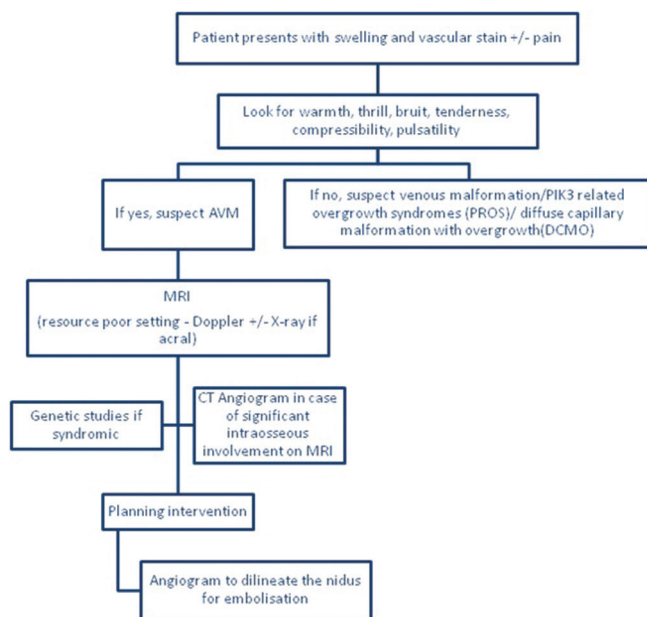 Patient presents with swelling and vascular stain +/- pain
Look for warmth, thrill, bruit, tenderness,
compressibility, pulsatility
If yes, suspect AVM
If no, suspect venous malformation/PIK3 related
overgrowth syndromes (PROS)/ diffuse capillary
malformation with overgrowth(DCMO)
MRI
(resource poor setting - Doppler +/- X-ray if
acral)
Genetic studies if
syndromic
CT Angiogram in case
of significant
intraosseous
involvement on MRI
Planning intervention
Angiogram to dilineate the nidus
for embolisation